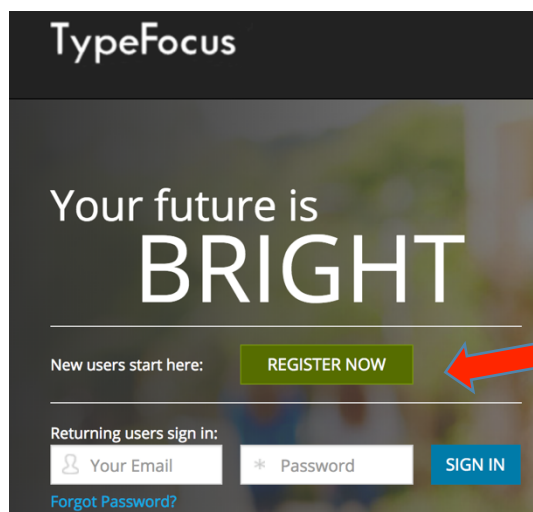 TypeFocus
Your future is
BRIGHT
New users start here: REGISTER NOW
Returning users sign in:
Your Email * Password SIGN IN
Forgot Password?